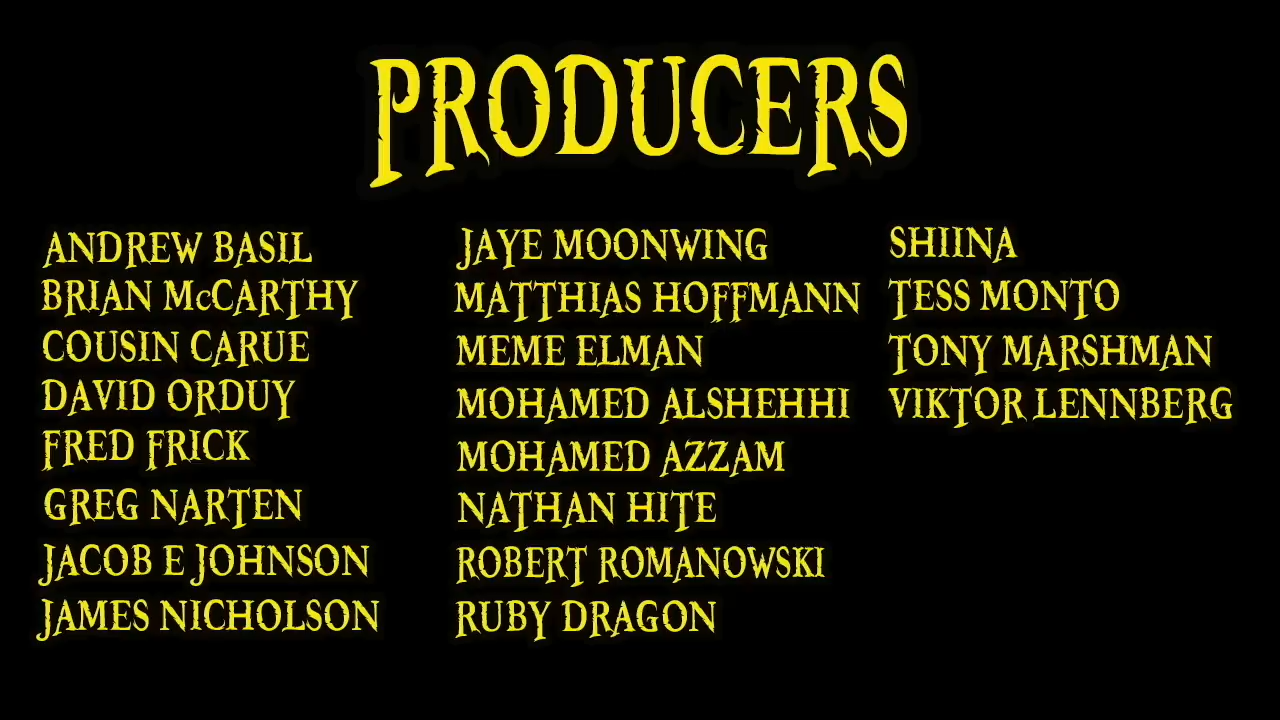 PRODUCERS
ANDREW BASIL
BRIAN McCARTHY
COUSIN CARUE
DAVID ORDUY
FRED FRICK
GREG NARTEN
JACOB E JOHNSON
JAMES NICHOLSON
JAYE MOONWING
MATTHIAS HOFFMANN
MEME ELMAN
MOHAMED ALSHEHHI
MOHAMED AZZAM
NATHAN HITE
ROBERT ROMANOWSKI
RUBY DRAGON
SHIINA
TESS MONTO
TONY MARSHMAN
VIKTOR LENNBERG